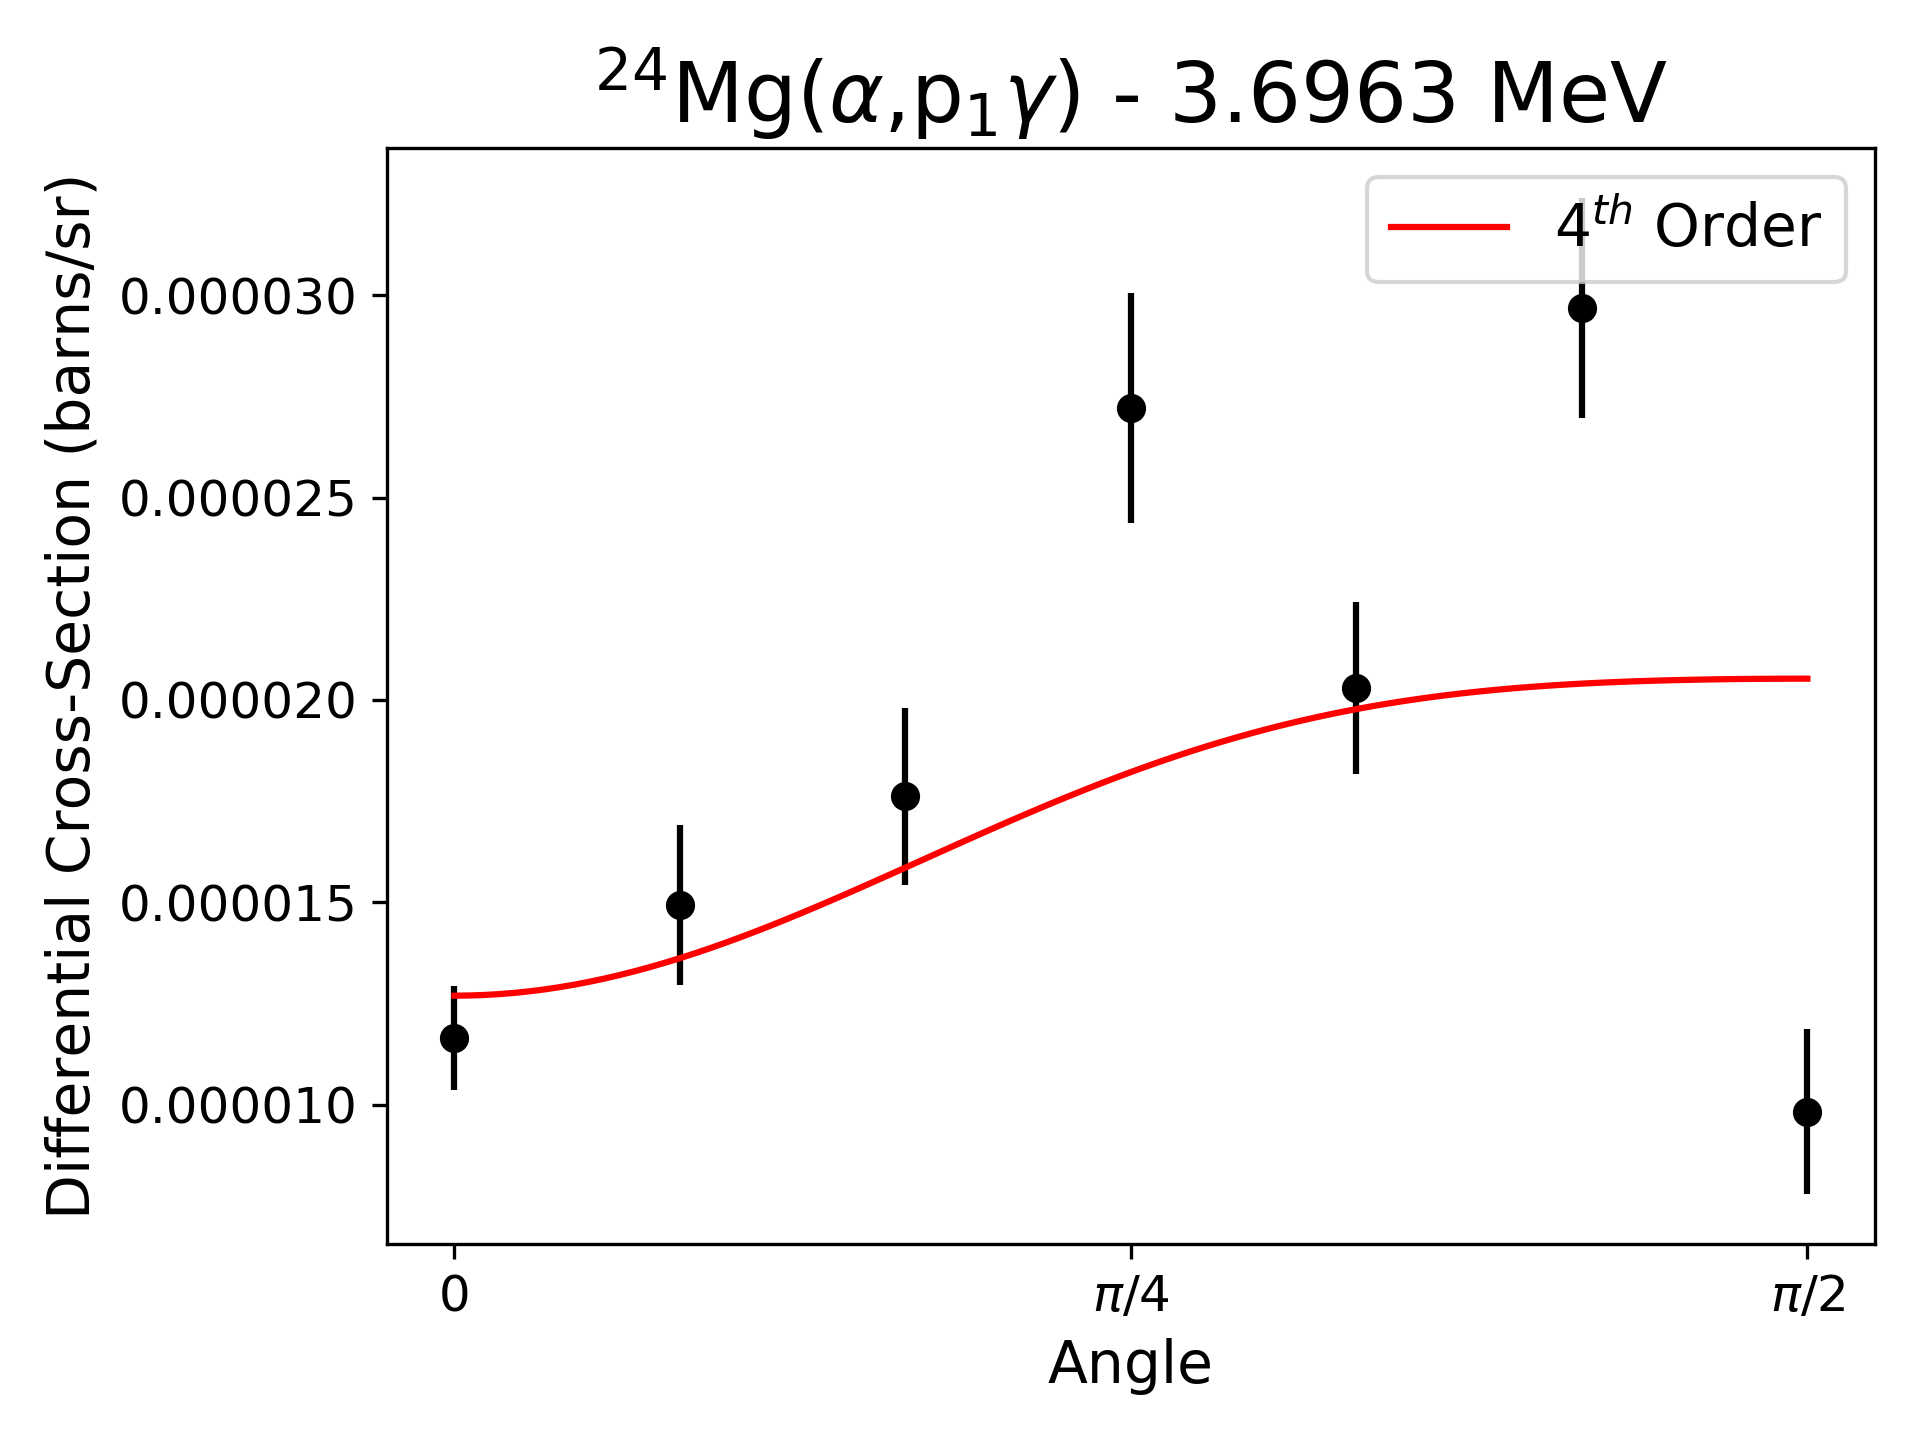 ²⁴Mg(α,p₁γ) - 3.6963 MeV
4ᵗʰ Order
Differential Cross-Section (barns/sr)
0.000030
0.000025
0.000020
0.000015
0.000010
0 π/4 π/2
Angle